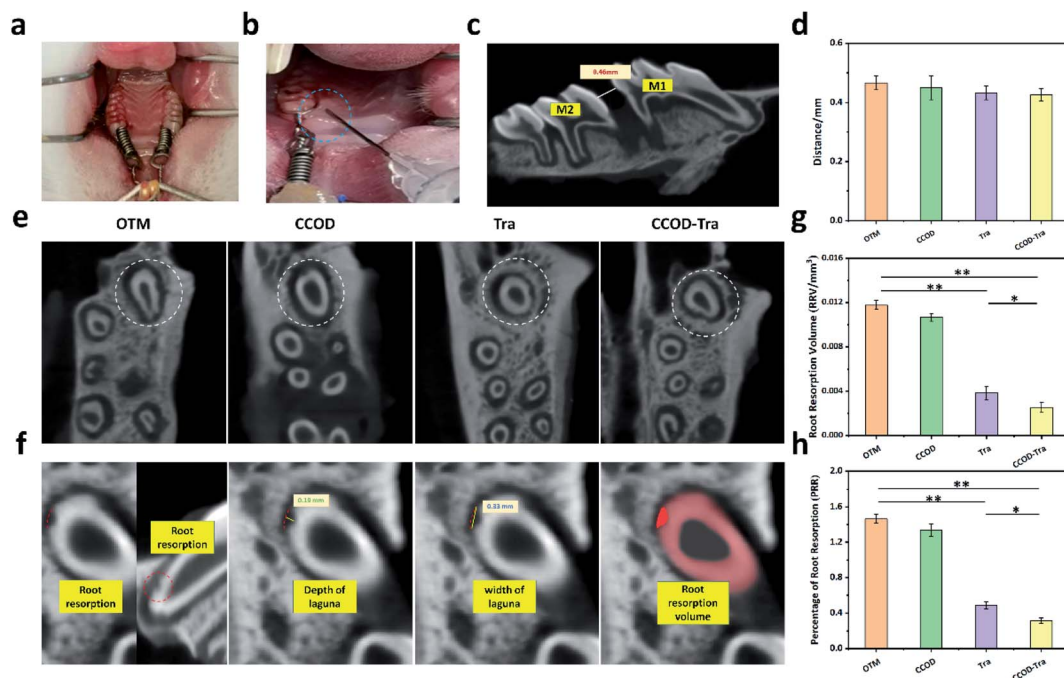 a
b
c
d
9.46mm
M1
M2
Distance/mm
0.6
0.4
0.2
0.0
OTM
CCOD
Tra
CCOD-Tra
e
OTM
CCOD
Tra
CCOD-Tra
g
Root Resorption Volume (RRV/mm³)
0.016
0.012
0.008
0.004
0.000
**
**
*
OTM
CCOD
Tra
CCOD-Tra
f
Root
resorption
Root
resorption
0.18 mm
Depth of
laguna
0.33 mm
width of
laguna
Root
resorption
volume
h
Percentage of Root Resorption (PRR)
1.6
1.2
0.8
0.4
0.0
**
**
*
OTM
CCOD
Tra
CCOD-Tra